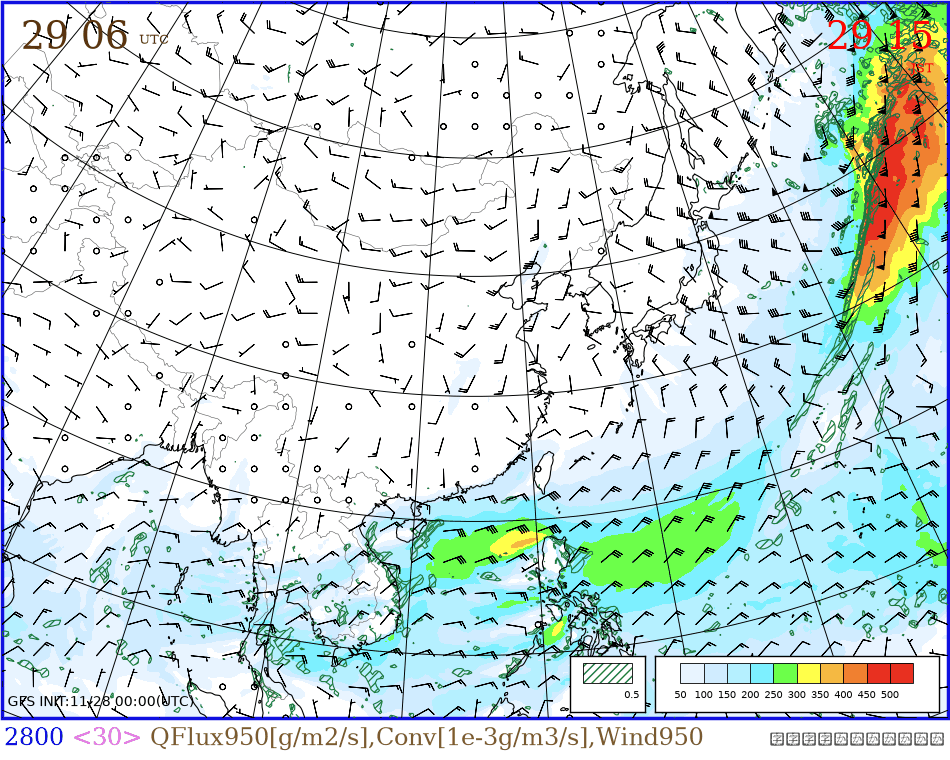 29 06 UTC
29 15
GFS INIT:11/28 00:00(UTC)
0.5
50 100 150 200 250 300 350 400 450 500
2800 <30> QFlux950[g/m2/s],Conv[1e-3g/m3/s],Wind950